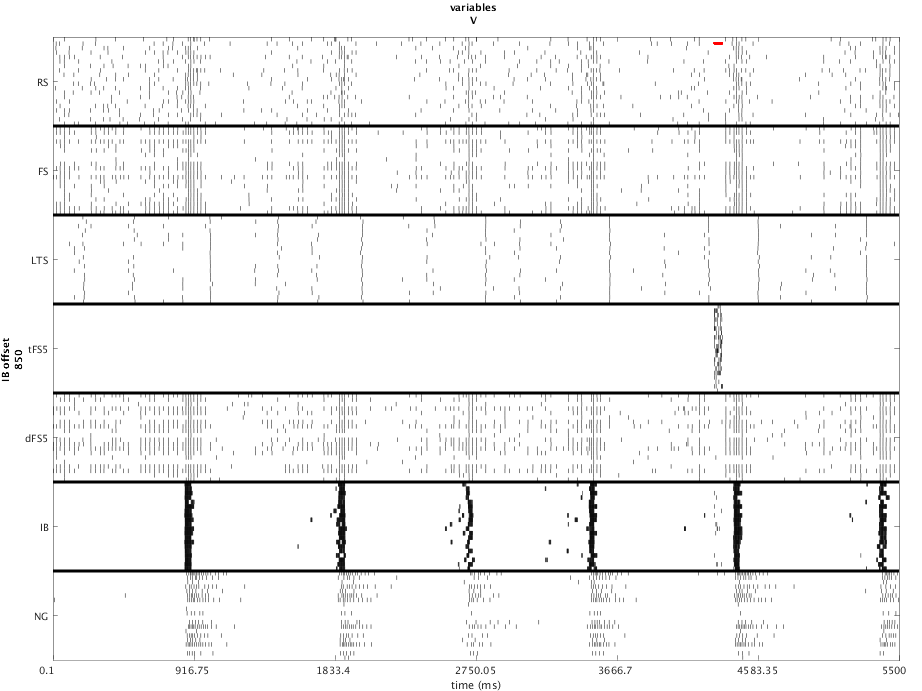 variables
V
RS
FS
LTS
tFS5
dFS5
IB
NG
IB offset
850
0.1 916.75 1833.4 2750.05 3666.7 4583.35 5500
time (ms)